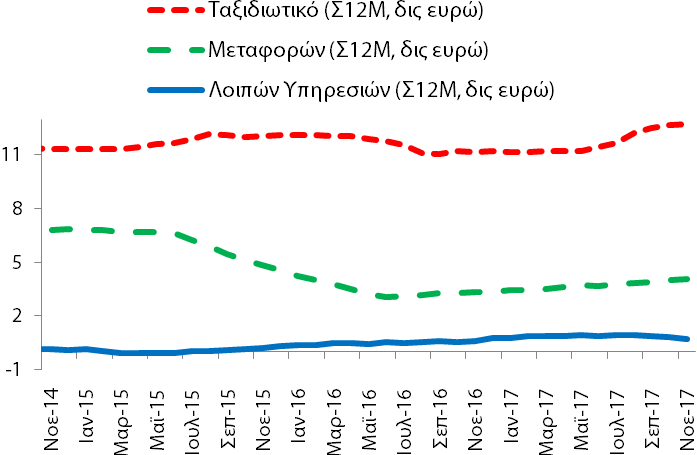 Ταξιδιωτικό (Σ12Μ, δις ευρώ)
Μεταφορών (Σ12Μ, δις ευρώ)
Λοιπών Υπηρεσιών (Σ12Μ, δις ευρώ)
11
8
5
2
-1
Νοε-14
Ιαν-15
Μαρ-15
Μαϊ-15
Ιουλ-15
Σεπ-15
Νοε-15
Ιαν-16
Μαρ-16
Μαϊ-16
Ιουλ-16
Σεπ-16
Νοε-16
Ιαν-17
Μαρ-17
Μαϊ-17
Ιουλ-17
Σεπ-17
Νοε-17